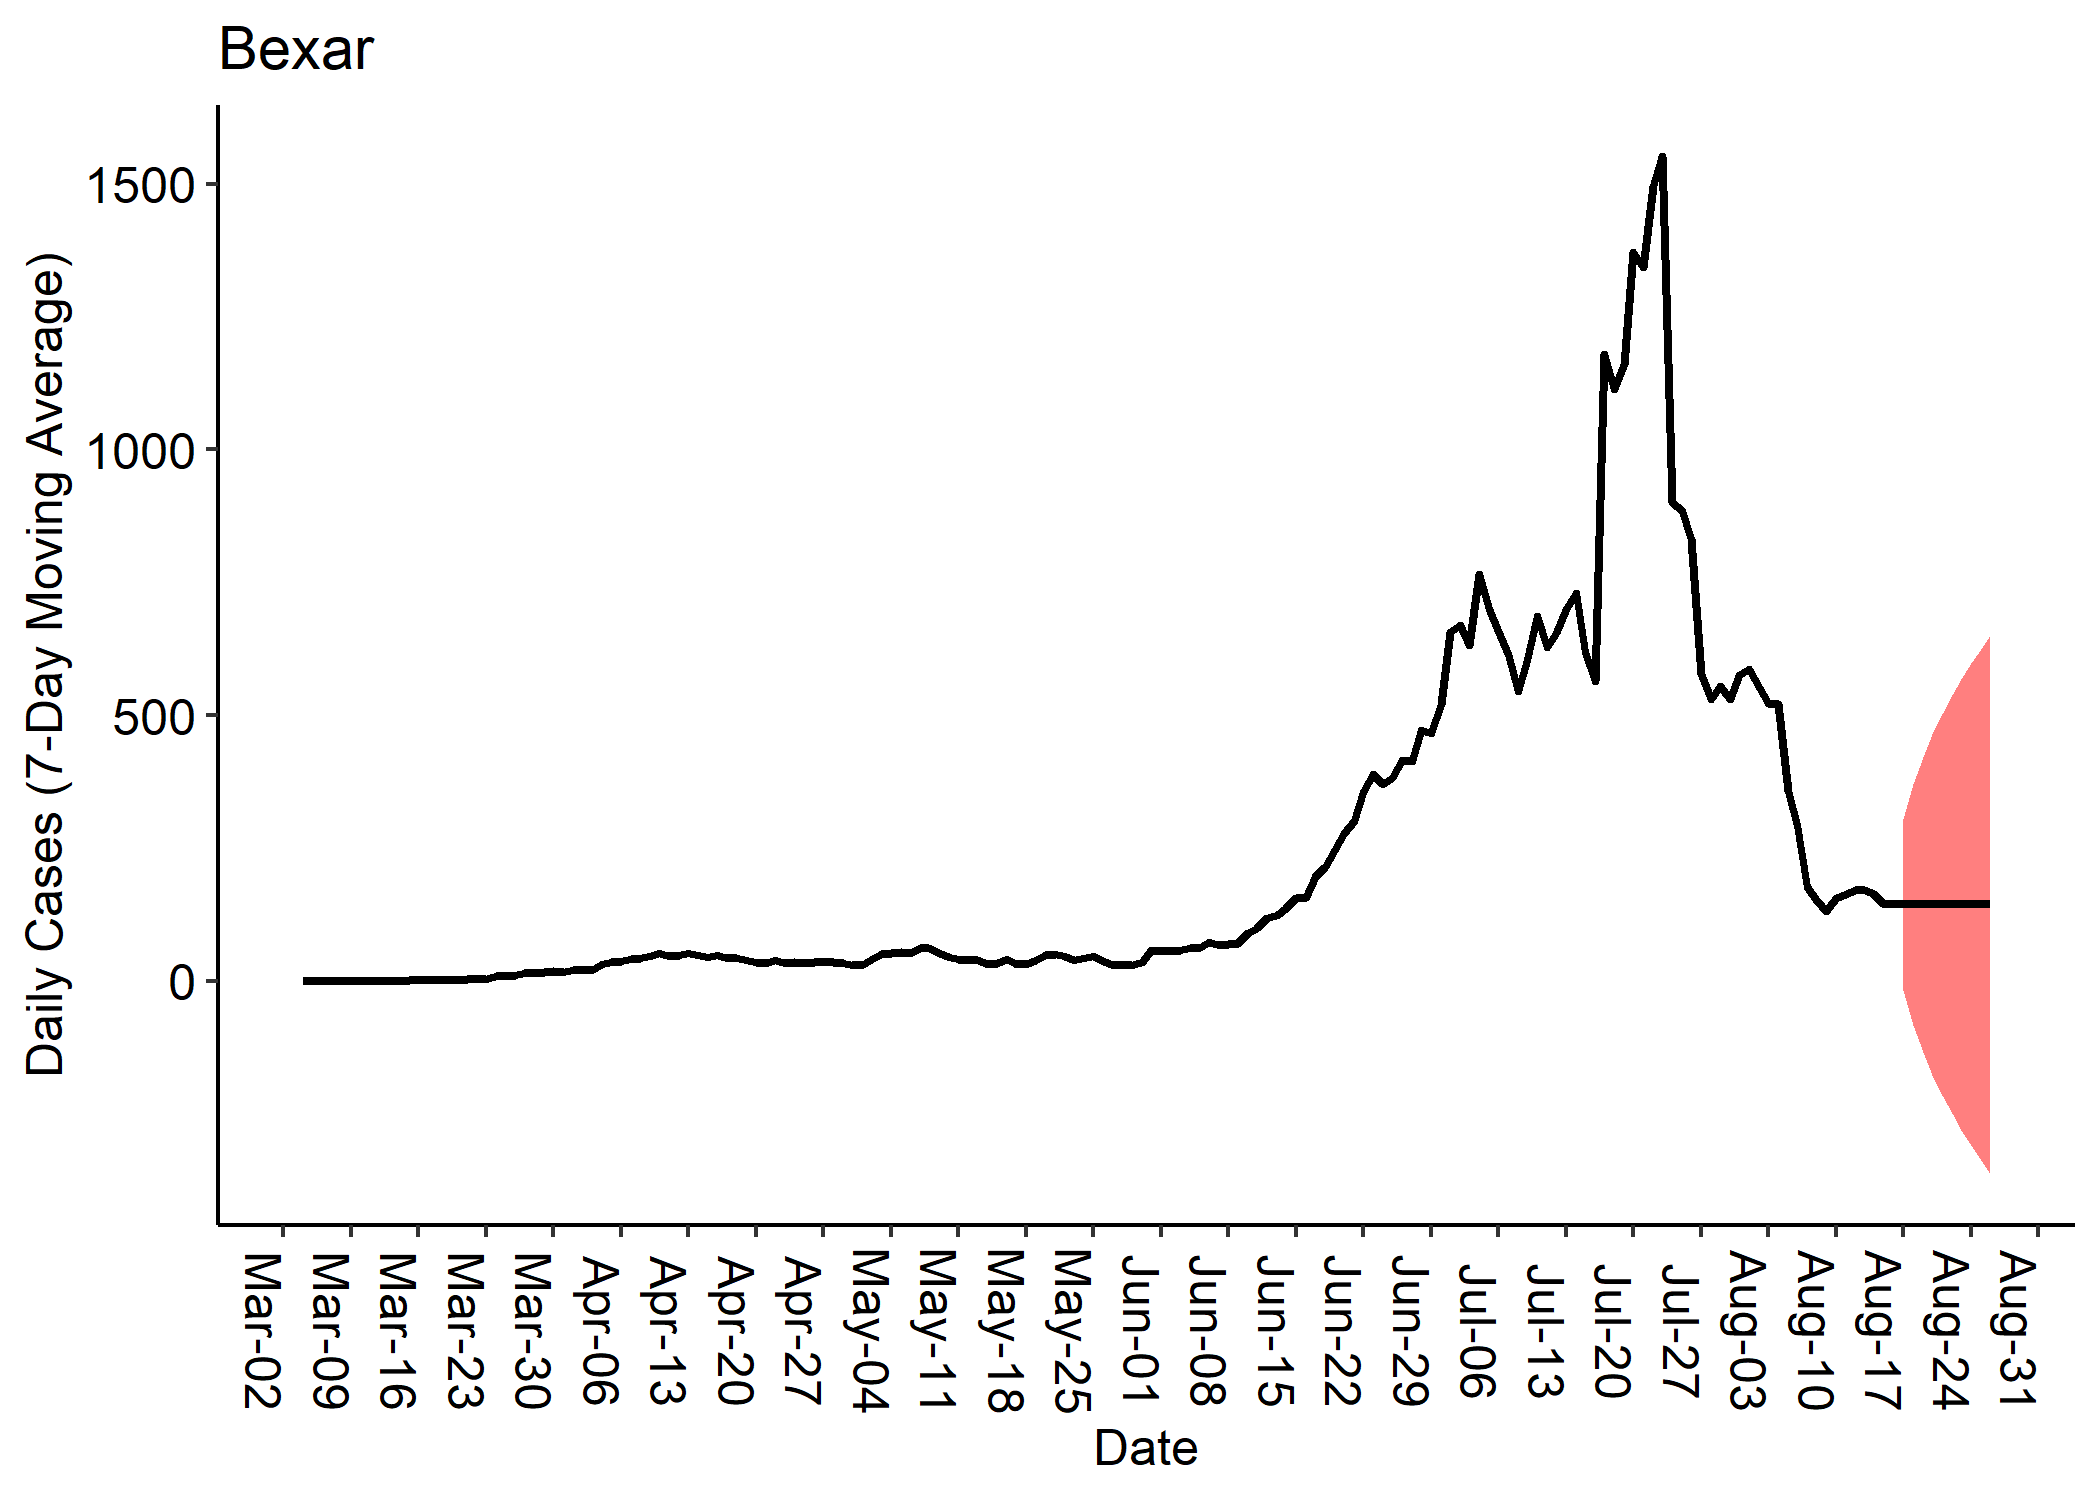 Bexar
Daily Cases (7-Day Moving Average)
1500
1000
500
0
Mar-02
Mar-09
Mar-16
Mar-23
Mar-30
Apr-06
Apr-13
Apr-20
Apr-27
May-04
May-11
May-18
May-25
Jun-01
Jun-08
Jun-15
Jun-22
Jun-29
Jul-06
Jul-13
Jul-20
Jul-27
Aug-03
Aug-10
Aug-17
Aug-24
Aug-31
Date